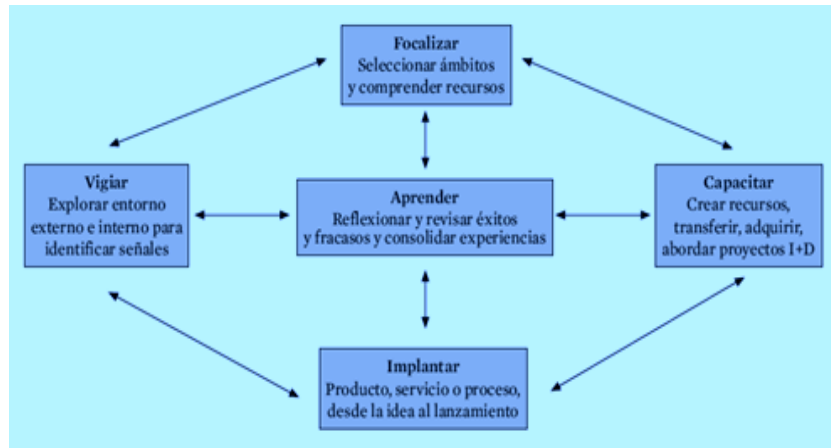 Focalizar
Seleccionar ámbitos
y comprender recursos
Vigiar
Explorar entorno
externo e interno para
identificar señales
Aprender
Reflexionar y revisar éxitos
y fracasos y consolidar experiencias
Capacitar
Crear recursos,
transferir, adquirir,
abordar proyectos I+D
Implantar
Producto, servicio o proceso,
desde la idea al lanzamiento